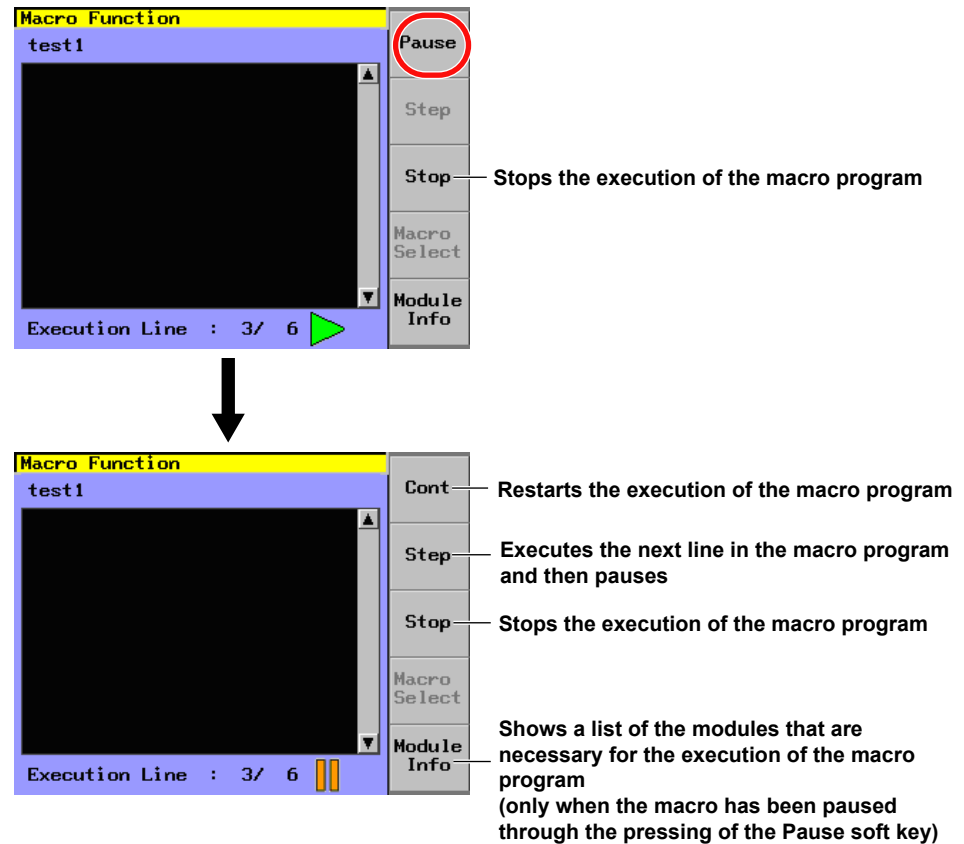 Macro Function
test1
Pause
Step
Stop
Stops the execution of the macro program
Macro
Select
Module
Info
Execution Line : 3/ 6
Macro Function
test1
Cont
Restarts the execution of the macro program
Step
Executes the next line in the macro program
and then pauses
Stop
Stops the execution of the macro program
Macro
Select
Module
Info
Shows a list of the modules that are
necessary for the execution of the macro
program
(only when the macro has been paused
through the pressing of the Pause soft key)
Execution Line : 3/ 6